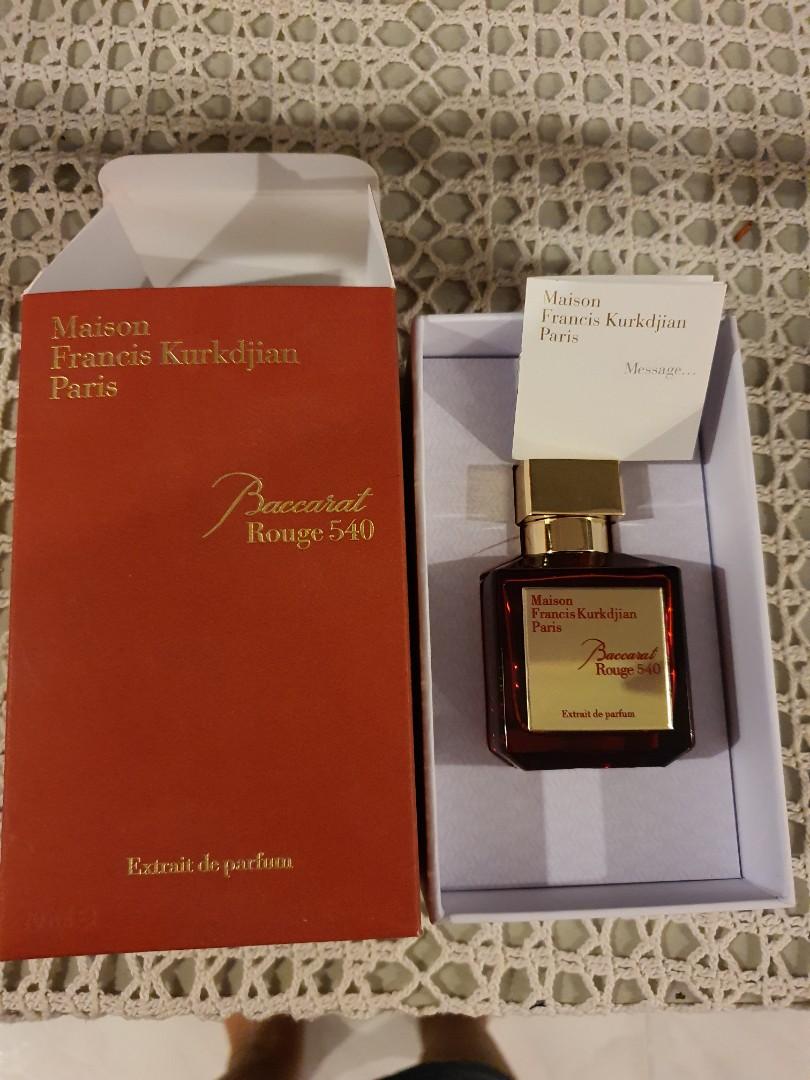 Maison
Francis Kurkdjian
Paris
Baccarat
Rouge 540
Extrait de parfum
Maison
Francis Kurkdjian
Paris
Message...
Maison
Francis Kurkdjian
Paris
Baccarat
Rouge 540
Extrait de parfum